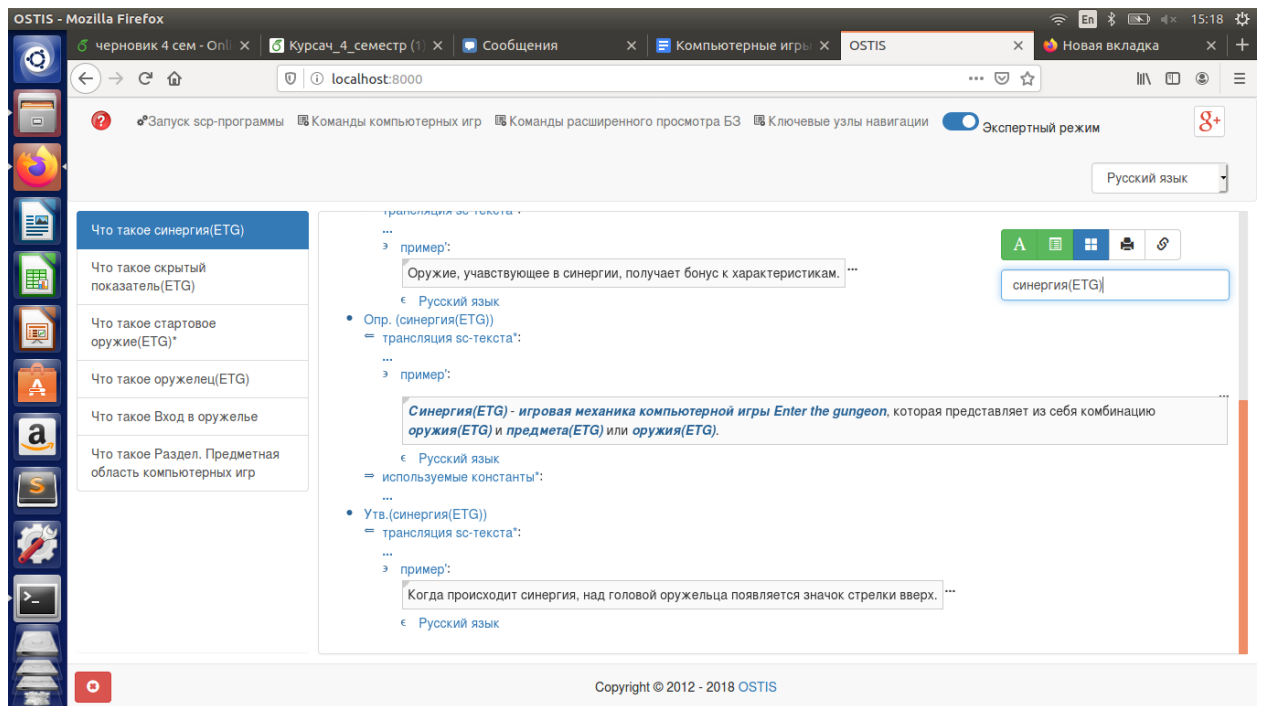 OSTIS - Mozilla Firefox
En
15:18
черновик 4 сем - Onli
Курсач_4_семестр (1)
Сообщения
Компьютерные игры
OSTIS
Новая вкладка
localhost:8000
Запуск scp-программы
Команды компьютерных игр
Команды расширенного просмотра БЗ
Ключевые узлы навигации
Экспертный режим
g+
Русский язык
Что такое синергия(ETG)
Что такое скрытый
показатель(ETG)
Что такое стартовое
оружие(ETG)*
Что такое оружелец(ETG)
Что такое Вход в оружелье
Что такое Раздел. Предметная
область компьютерных игр
трансляция sc-текста*:
...
∍ пример':
Оружие, учавствующее в синергии, получает бонус к характеристикам. ...
∊ Русский язык
• Опр. (синергия(ETG))
⇐ трансляция sc-текста*:
...
∍ пример':
...
Синергия(ETG) - игровая механика компьютерной игры Enter the gungeon, которая представляет из себя комбинацию
оружия(ETG) и предмета(ETG) или оружия(ETG).
∊ Русский язык
⇒ используемые константы*:
...
• Утв.(синергия(ETG))
⇐ трансляция sc-текста*:
...
∍ пример':
Когда происходит синергия, над головой оружельца появляется значок стрелки вверх. ...
∊ Русский язык
A
синергия(ETG)
Copyright © 2012 - 2018 OSTIS